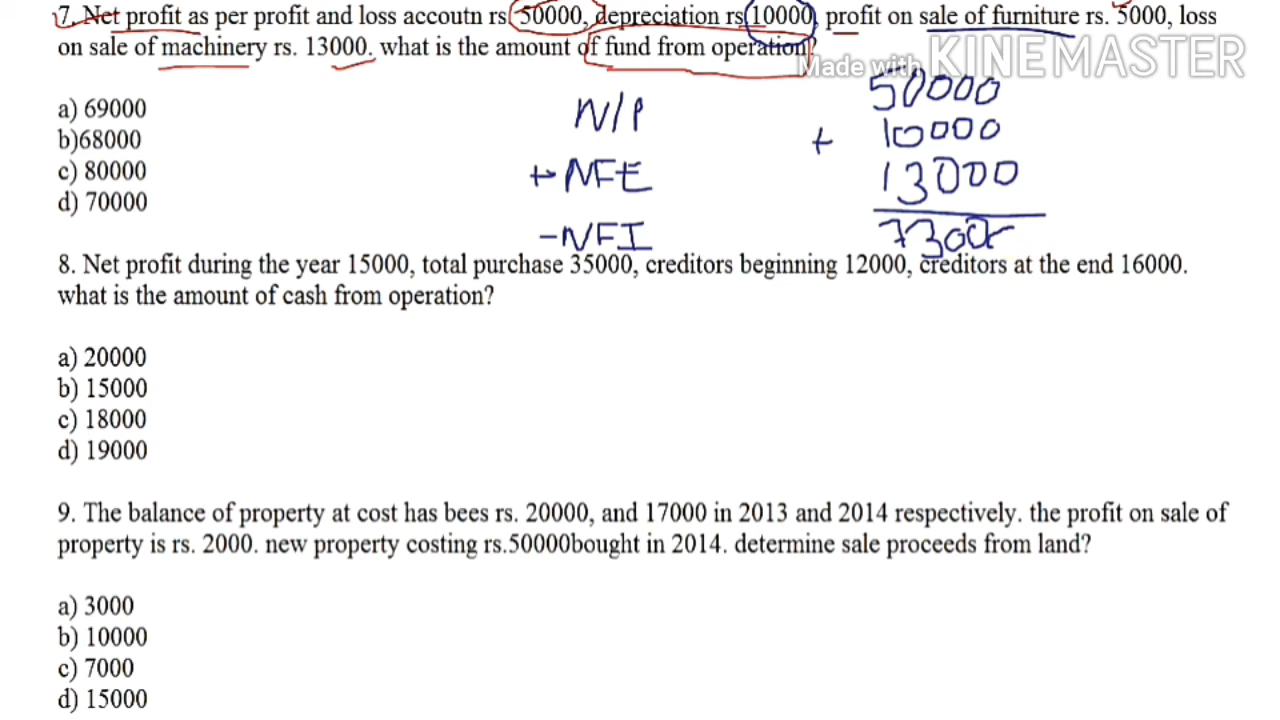 7. Net profit as per profit and loss accoutn rs 50000, depreciation rs 10000, profit on sale of furniture rs. 5000, loss
on sale of machinery rs. 13000. what is the amount of fund from operation?
Made with KINEMASTER
a) 69000
b)68000
c) 80000
d) 70000
N/P
+ NFE
- NFI
50000
+ 10000
13000
73000
8. Net profit during the year 15000, total purchase 35000, creditors beginning 12000, creditors at the end 16000.
what is the amount of cash from operation?
a) 20000
b) 15000
c) 18000
d) 19000
9. The balance of property at cost has bees rs. 20000, and 17000 in 2013 and 2014 respectively. the profit on sale of
property is rs. 2000. new property costing rs.50000bought in 2014. determine sale proceeds from land?
a) 3000
b) 10000
c) 7000
d) 15000